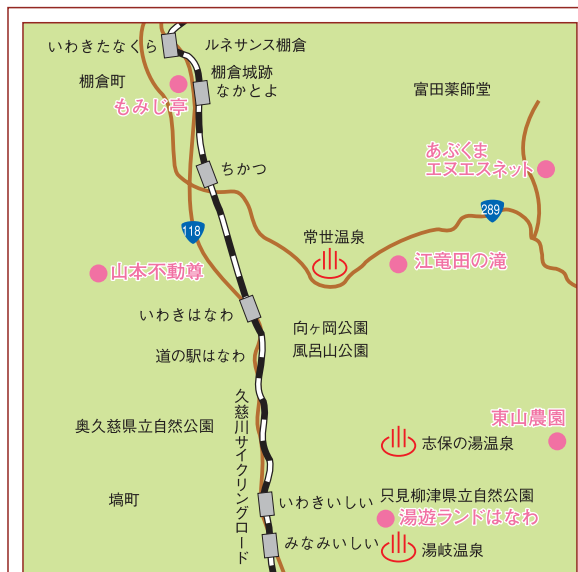 いわきたなくら
ルネサンス棚倉
棚倉町
棚倉城跡
なかとよ
もみじ亭
富田薬師堂
あぶくま
エヌエスネット
ちかつ
289
118
常世温泉
江竜田の滝
山本不動尊
いわきはなわ
向ヶ岡公園
風呂山公園
道の駅はなわ
久慈川サイクリングロード
奥久慈県立自然公園
東山農園
志保の湯温泉
塙町
いわきいしい
只見柳津県立自然公園
湯遊ランドはなわ
みなみいしい
湯岐温泉